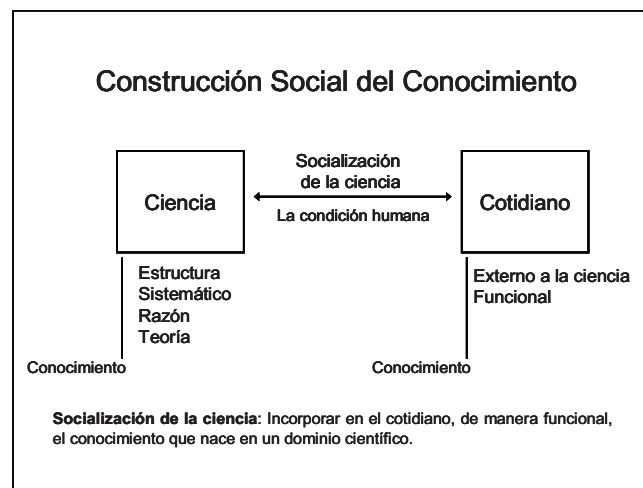 Construcción Social del Conocimiento
Socialización
de la ciencia
Ciencia
Cotidiano
La condición humana
Estructura
Sistemático
Razón
Teoría
Externo a la ciencia
Funcional
Conocimiento
Conocimiento
Socialización de la ciencia: Incorporar en el cotidiano, de manera funcional,
el conocimiento que nace en un dominio científico.